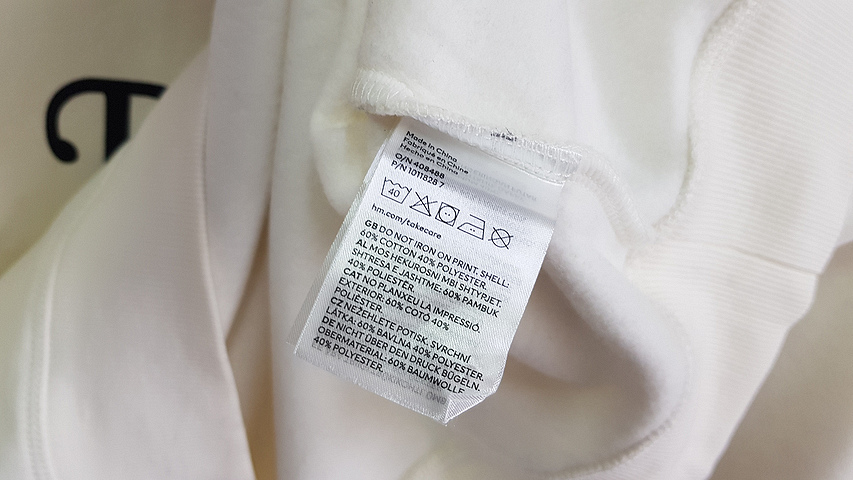 Made in China
Fabriqué en Chine
Hecho en China
O/N 408488
P/N 1011828 7
40
hm.com/takecare
GB DO NOT IRON ON PRINT. SHELL:
60% COTTON 40% POLYESTER.
AL MOS HEKUROSNI MBI SHTYPJET.
SHTRESA E JASHTME: 60% PAMBUK
40% POLIESTËR.
CAT NO PLANXEU LA IMPRESSIÓ.
EXTERIOR: 60% COTÓ 40%
POLIÈSTER.
CZ NEŽEHLETE POTISK. SVRCHNÍ
LÁTKA: 60% BAVLNA 40% POLYESTER.
DE NICHT ÜBER DEN DRUCK BÜGELN.
OBERMATERIAL: 60% BAUMWOLLE
40% POLYESTER.